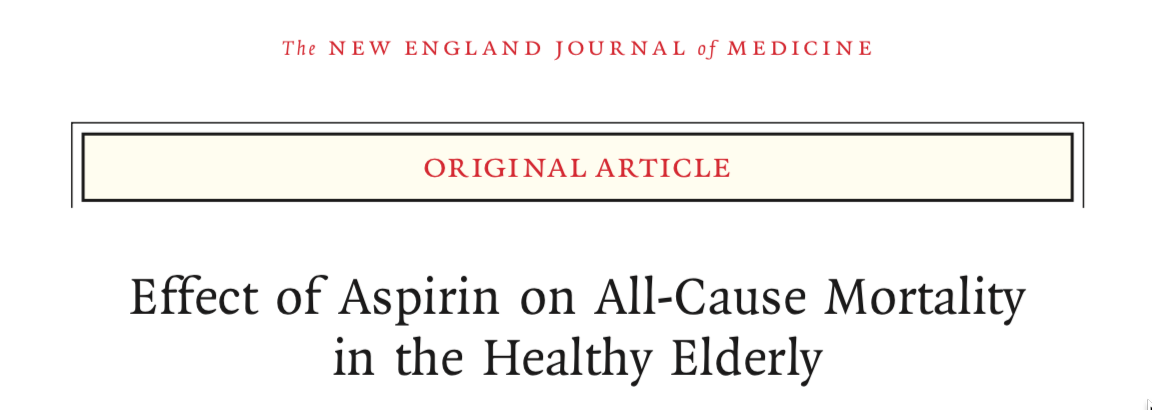 The NEW ENGLAND JOURNAL of MEDICINE
ORIGINAL ARTICLE
Effect of Aspirin on All-Cause Mortality
in the Healthy Elderly